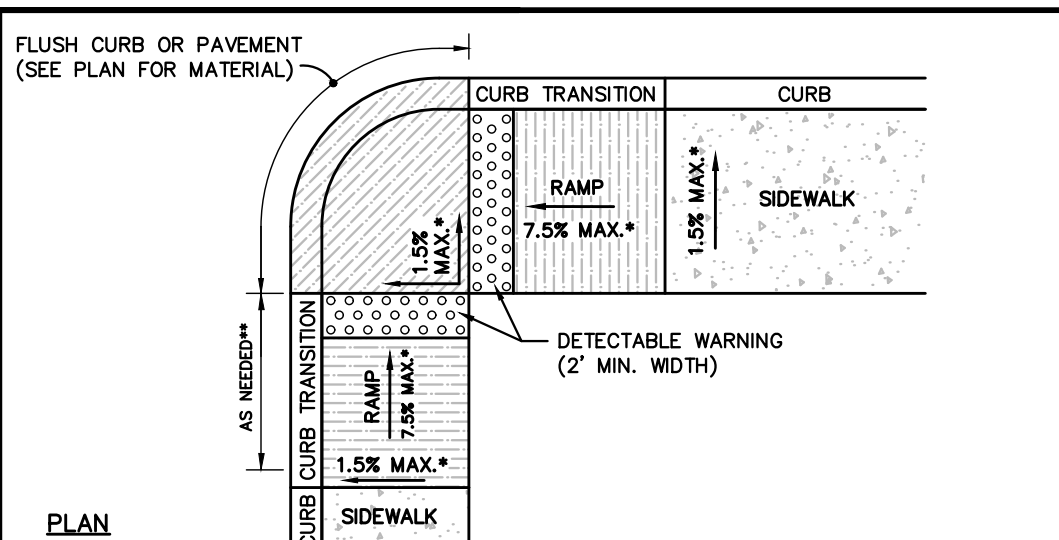 FLUSH CURB OR PAVEMENT
(SEE PLAN FOR MATERIAL)
CURB TRANSITION
CURB
RAMP
7.5% MAX.*
1.5% MAX.*
SIDEWALK
1.5%
MAX.*
DETECTABLE WARNING
(2' MIN. WIDTH)
AS NEEDED**
CURB TRANSITION
RAMP
7.5% MAX.*
1.5% MAX.*
CURB
SIDEWALK
PLAN